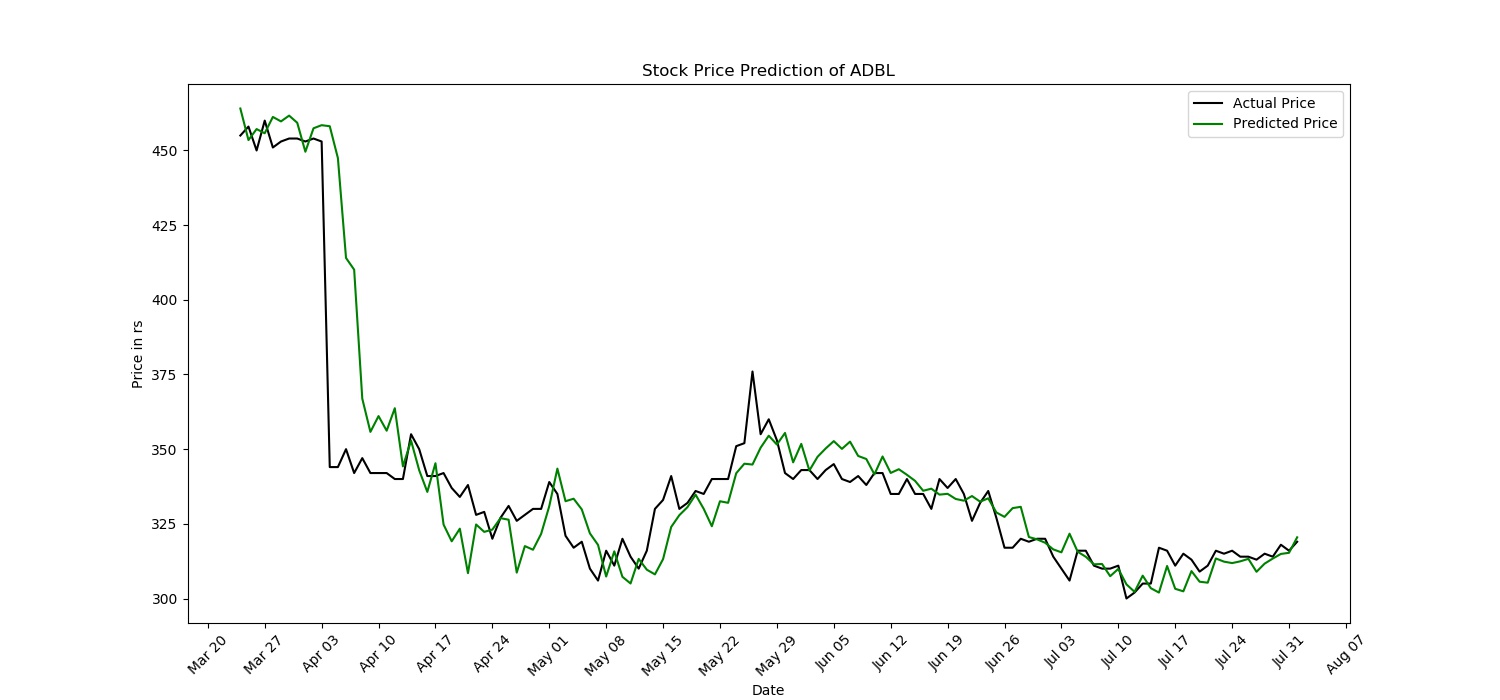 Stock Price Prediction of ADBL
Actual Price
Predicted Price
450
425
400
375
350
325
300
Price in rs
Mar 20
Mar 27
Apr 03
Apr 10
Apr 17
Apr 24
May 01
May 08
May 15
May 22
May 29
Jun 05
Jun 12
Jun 19
Jun 26
Jul 03
Jul 10
Jul 17
Jul 24
Jul 31
Aug 07
Date